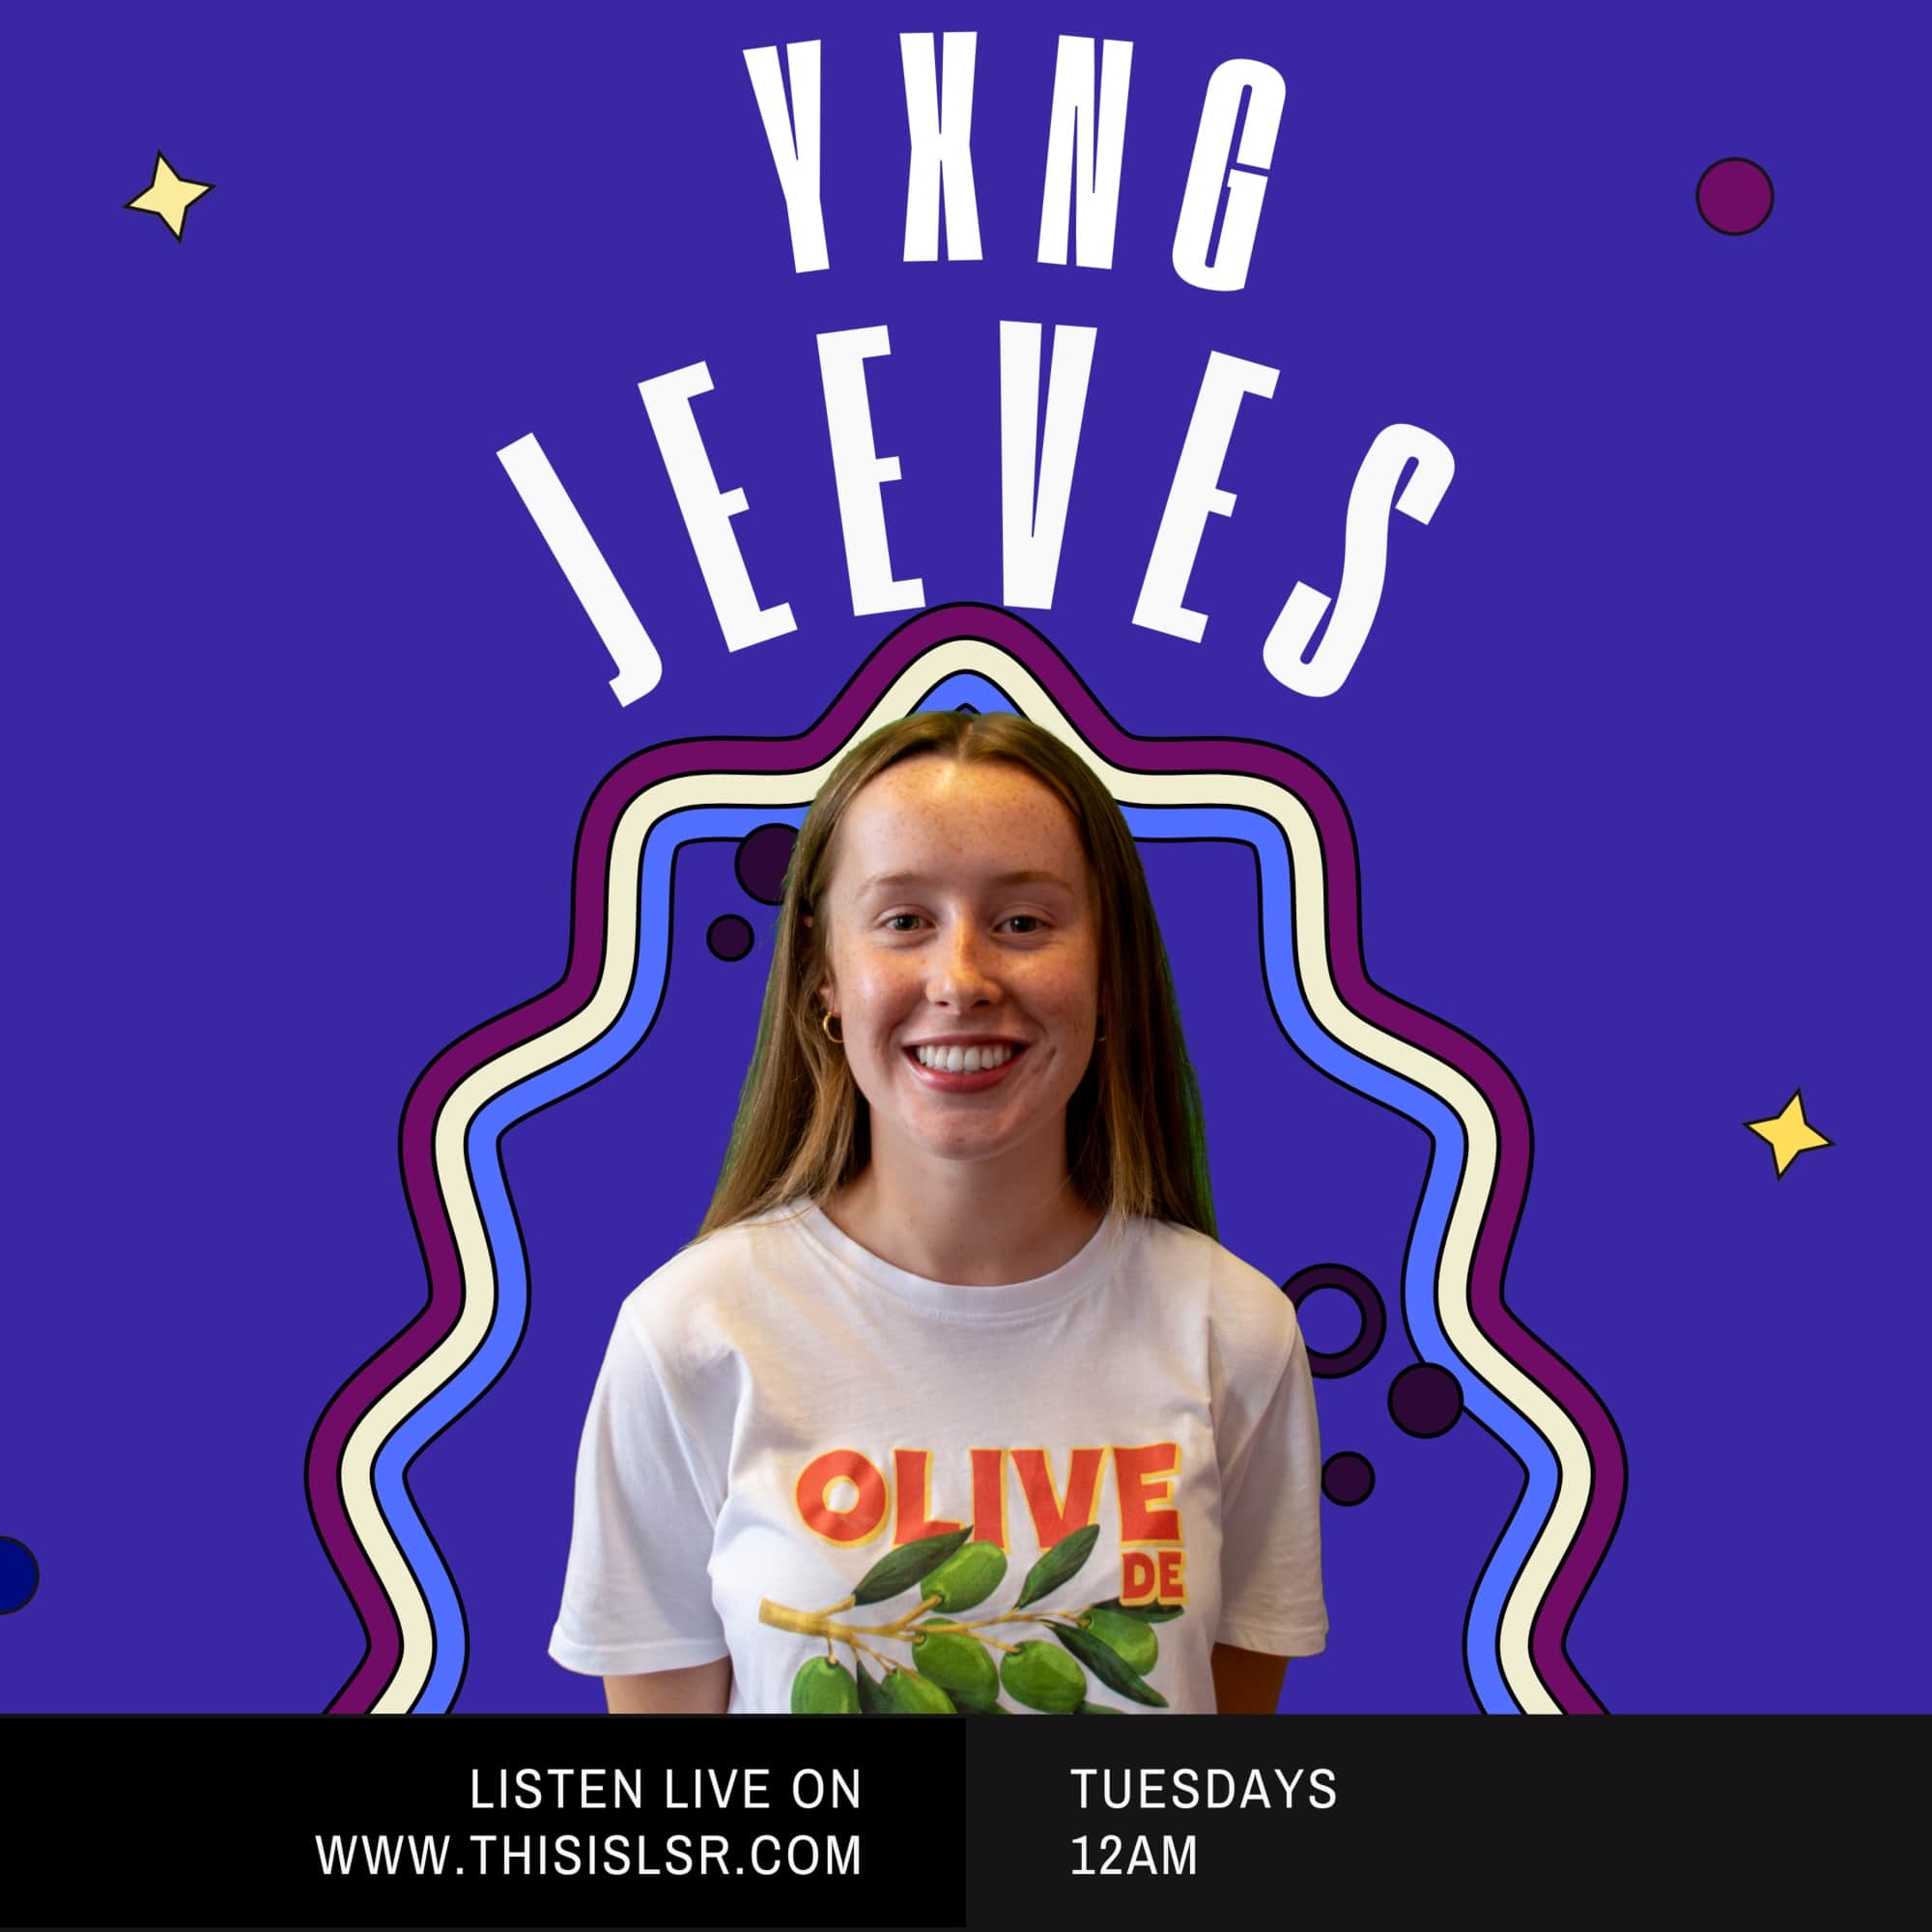 YXNG
JEEVES
OLIVE
DE
LISTEN LIVE ON
WWW.THISISLSR.COM
TUESDAYS
12AM